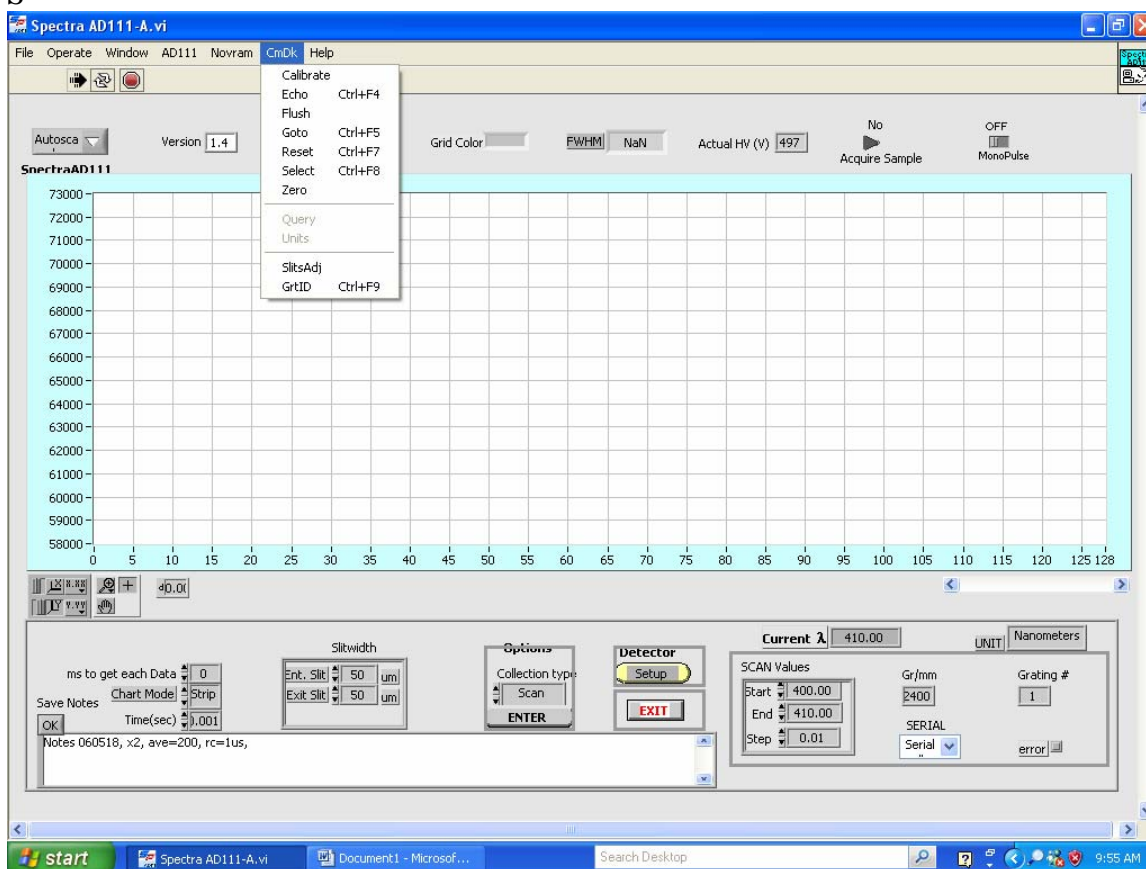 Spectra AD111-A.vi
File Operate Window AD111 Novram CmDk Help
Calibrate
Echo Ctrl+F4
Flush
Goto Ctrl+F5
Reset Ctrl+F7
Select Ctrl+F8
Zero
Query
Units
SlitsAdj
GrtID Ctrl+F9
Autosca
Version 1.4
Grid Color
FWHM NaN
Actual HV (V) 497
No
Acquire Sample
OFF
MonoPulse
SpectraAD111
73000
72000
71000
70000
69000
68000
67000
66000
65000
64000
63000
62000
61000
60000
59000
58000
0 5 10 15 20 25 30 35 40 45 50 55 60 65 70 75 80 85 90 95 100 105 110 115 120 125 128
ms to get each Data 0
Save Notes
Chart Mode Strip
OK
Time(sec) 0.001
Slitwidth
Ent. Slit 50 um
Exit Slit 50 um
Options
Collection type
Scan
ENTER
Detector
Setup
EXIT
Current λ 410.00
UNIT Nanometers
SCAN Values
Start 400.00
End 410.00
Step 0.01
Gr/mm
2400
Grating #
1
SERIAL
Serial
error
Notes 060518, x2, ave=200, rc=1us,
start
Spectra AD111-A.vi
Document1 - Microsof...
Search Desktop
9:55 AM